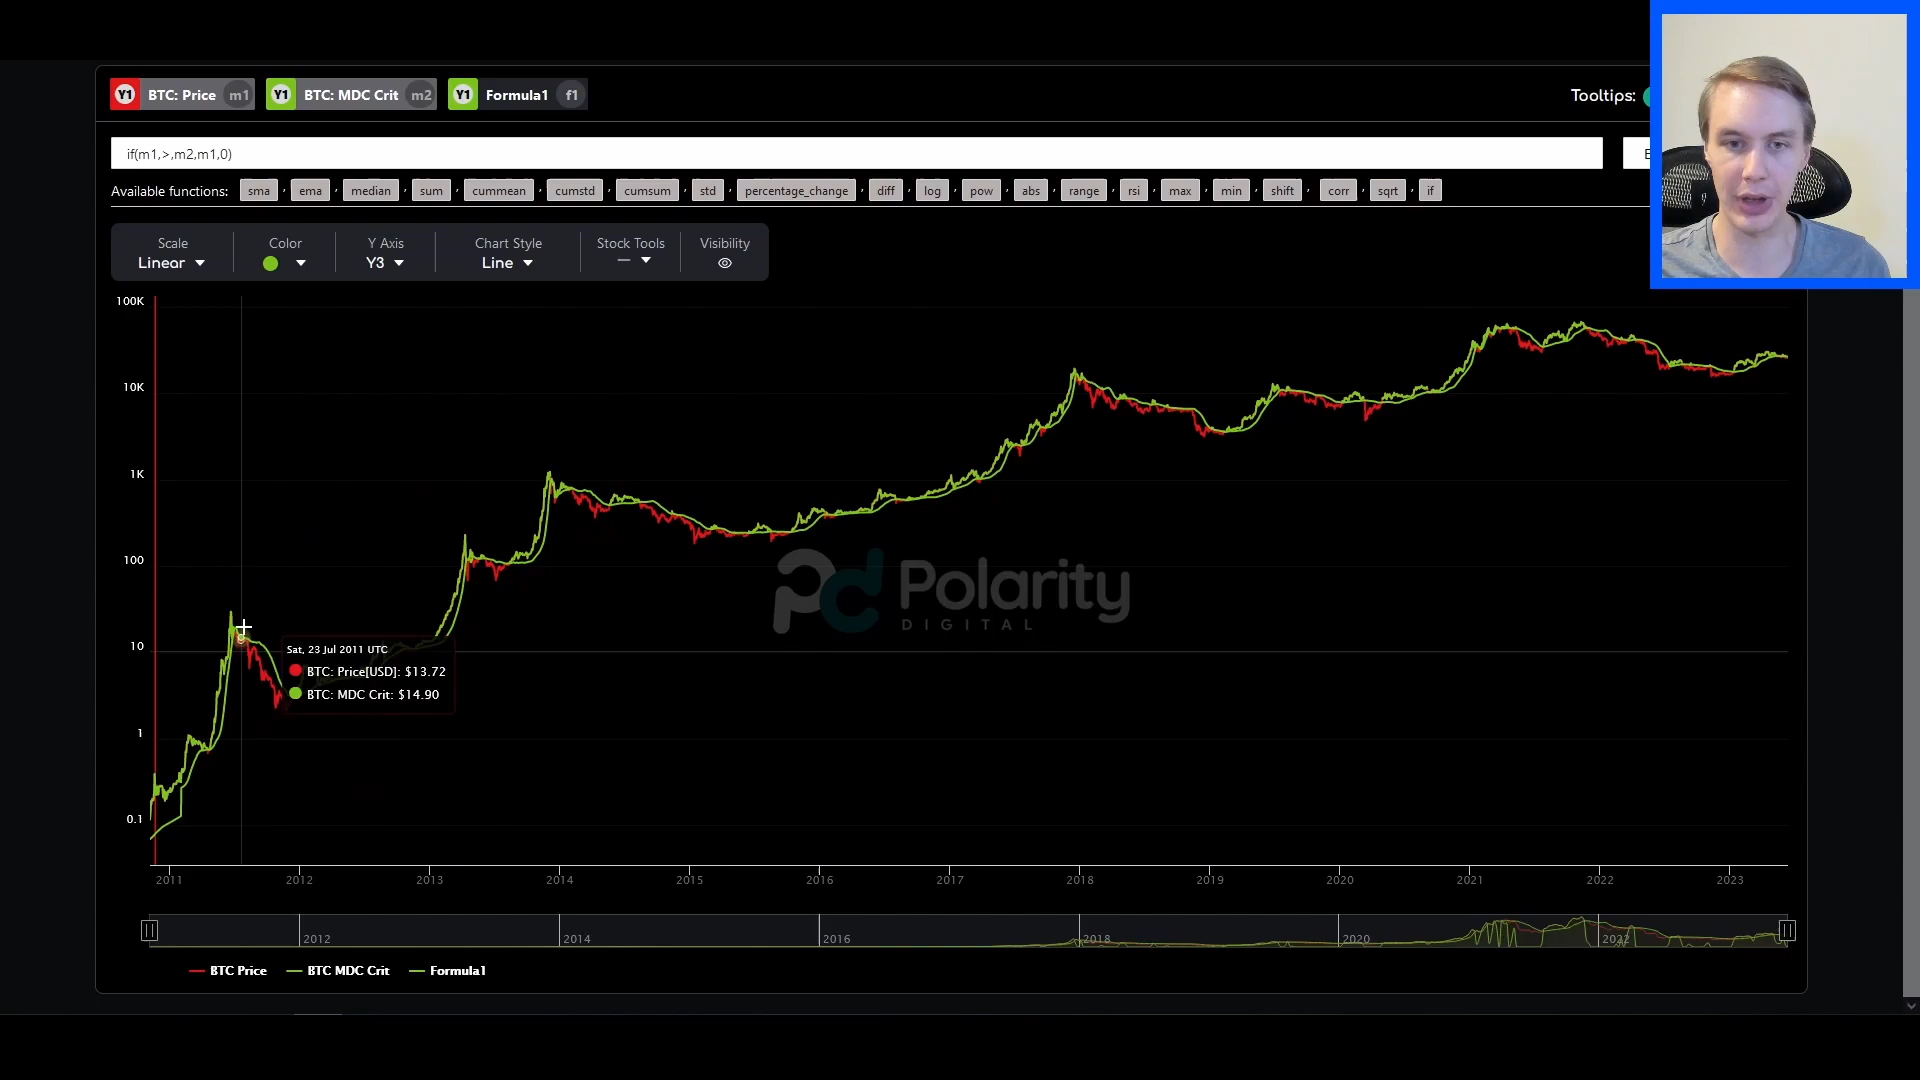 Y1 BTC: Price m1 Y1 BTC: MDC Crit m2 Y1 Formula1 f1 Tooltips:
if(m1,>,m2,m1,0)
Available functions: sma , ema , median , sum , cummean , cumstd , cumsum , std , percentage_change , diff , log , pow , abs , range , rsi , max , min , shift , corr , sqrt , if
Scale Color Y Axis Chart Style Stock Tools Visibility
Linear Y3 Line —
100K
10K
1K
100
10
1
0.1
Polarity
DIGITAL
Sat, 23 Jul 2011 UTC
BTC: Price[USD]: $13.72
BTC: MDC Crit: $14.90
2011 2012 2013 2014 2015 2016 2017 2018 2019 2020 2021 2022 2023
2012 2014 2016 2018 2020 2022
BTC Price BTC MDC Crit Formula1